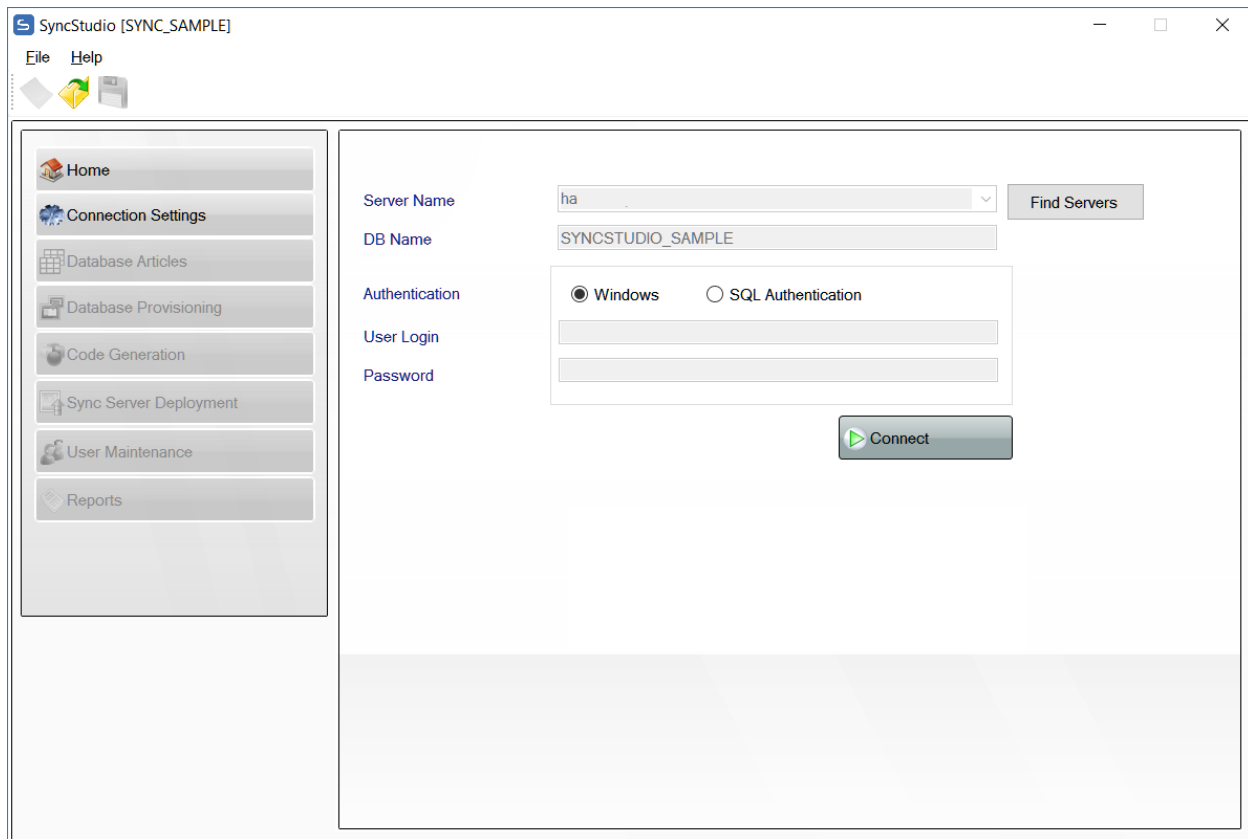 SyncStudio [SYNC_SAMPLE]
File Help
Home
Connection Settings
Database Articles
Database Provisioning
Code Generation
Sync Server Deployment
User Maintenance
Reports
Server Name ha Find Servers
DB Name SYNCSTUDIO_SAMPLE
Authentication Windows SQL Authentication
User Login
Password
Connect